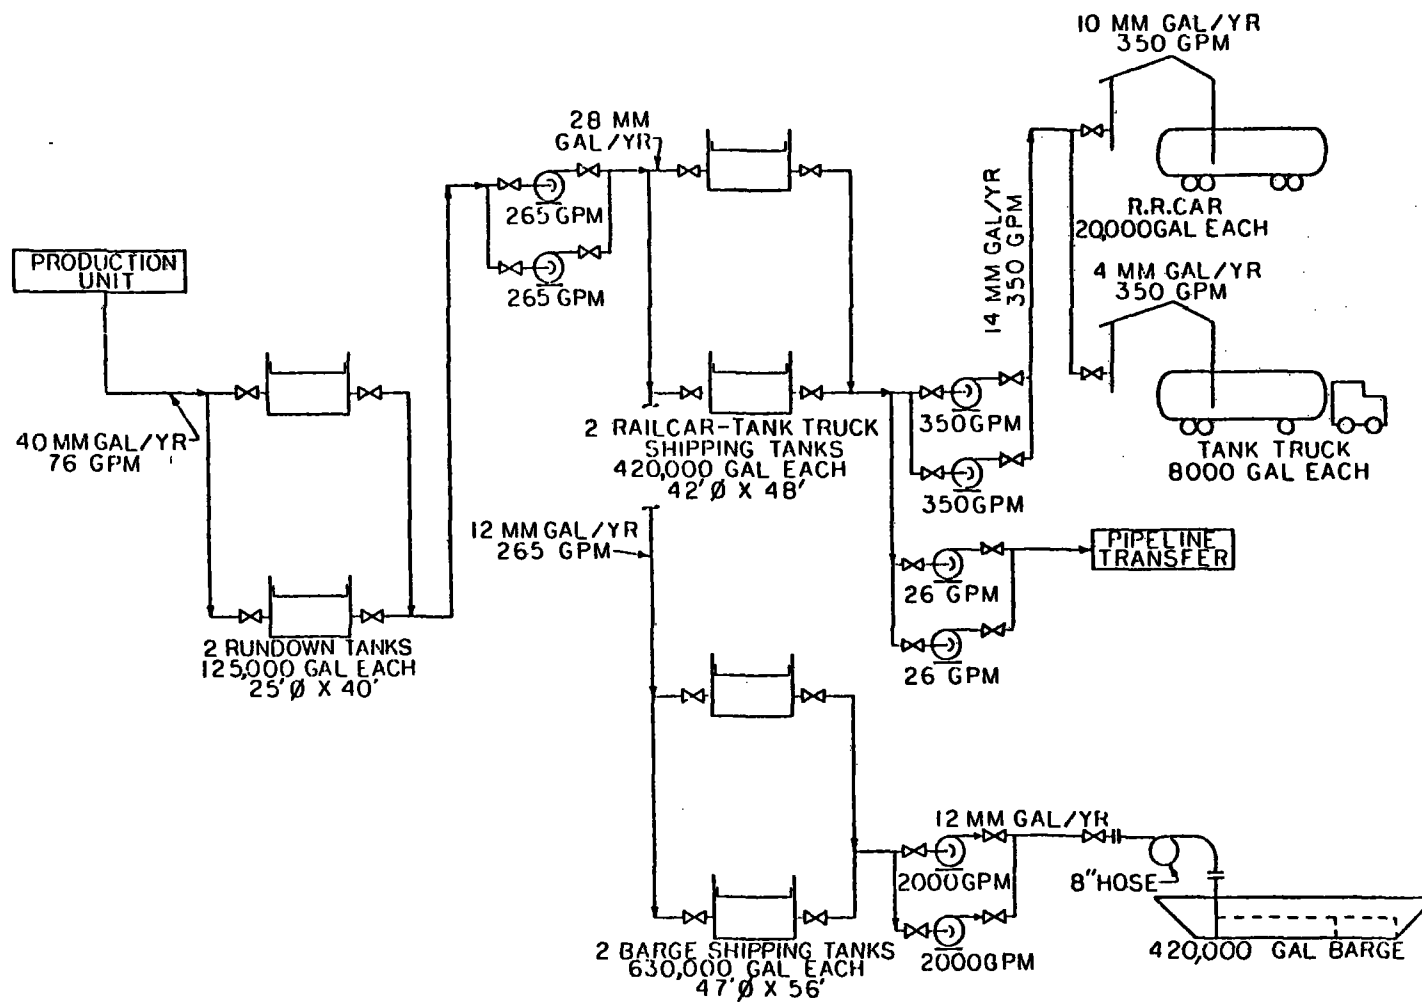 10 MM GAL/YR
350 GPM
28 MM
GAL/YR
265 GPM
265 GPM
14 MM GAL/YR
350 GPM
R.R.CAR
20,000GAL EACH
PRODUCTION
UNIT
4 MM GAL/YR
350 GPM
40 MM GAL/YR
76 GPM
2 RAILCAR-TANK TRUCK
SHIPPING TANKS
420,000 GAL EACH
42'Ø X 48'
350GPM
350GPM
TANK TRUCK
8000 GAL EACH
12 MM GAL/YR
265 GPM
PIPELINE
TRANSFER
26 GPM
26 GPM
2 RUNDOWN TANKS
125,000 GAL EACH
25'Ø X 40'
12 MM GAL/YR
2000GPM
8"HOSE
2000GPM
2 BARGE SHIPPING TANKS
630,000 GAL EACH
47'Ø X 56'
420,000 GAL BARGE